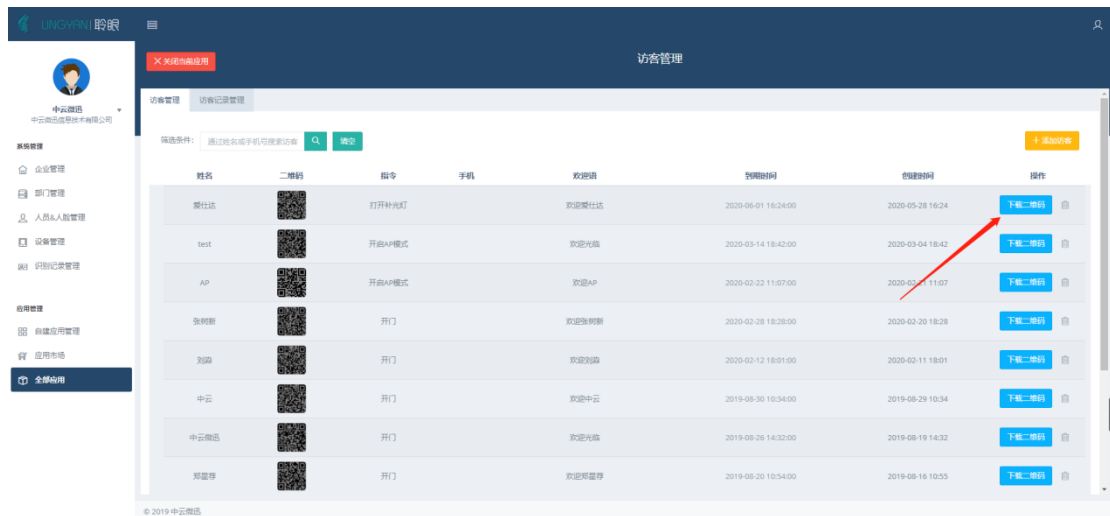 LINGYAN 聆眼
中云微迅
中云微迅信息技术有限公司
系统管理
企业管理
部门管理
人员&人脸管理
设备管理
识别记录管理
应用管理
自建应用管理
应用市场
全部应用
关闭当前应用
访客管理
访客管理 访客记录管理
筛选条件: 通过姓名或手机号搜索访客 清空 +添加访客
姓名 二维码 指令 手机 欢迎语 到期时间 创建时间 操作
爱仕达 打开补光灯 欢迎爱仕达 2020-06-01 16:24:00 2020-05-28 16:24 下载二维码
test 开启AP模式 欢迎光临 2020-03-14 18:42:00 2020-03-04 18:42 下载二维码
AP 开启AP模式 欢迎AP 2020-02-22 11:07:00 2020-02-21 11:07 下载二维码
张树新 开门 欢迎张树新 2020-02-28 18:28:00 2020-02-20 18:28 下载二维码
刘淼 开门 欢迎刘淼 2020-02-12 18:01:00 2020-02-11 18:01 下载二维码
中云 开门 欢迎中云 2019-08-30 10:34:00 2019-08-29 10:34 下载二维码
中云微迅 开门 欢迎光临 2019-08-26 14:32:00 2019-08-19 14:32 下载二维码
开门 2019-08-20 10:54:00 2019-08-16 10:55 下载二维码
© 2019 中云微迅